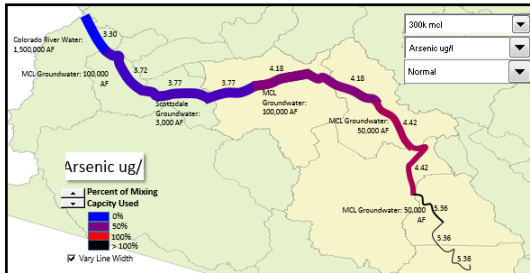 300k mcl
Arsenic ug/l
Normal
3.30
Colorado River Water:
1,500,000 AF
MCL Groundwater: 100,000
AF
3.72
3.77
Scottsdale
Groundwater:
3,000 AF
3.77
4.18
MCL
Groundwater:
100,000 AF
4.18
MCL Groundwater:
50,000 AF
4.42
4.42
MCL Groundwater: 50,000
AF
5.36
5.36
5.36
Arsenic ug/
Percent of Mixing
Capcity Used
0%
50%
100%
> 100%
Vary Line Width